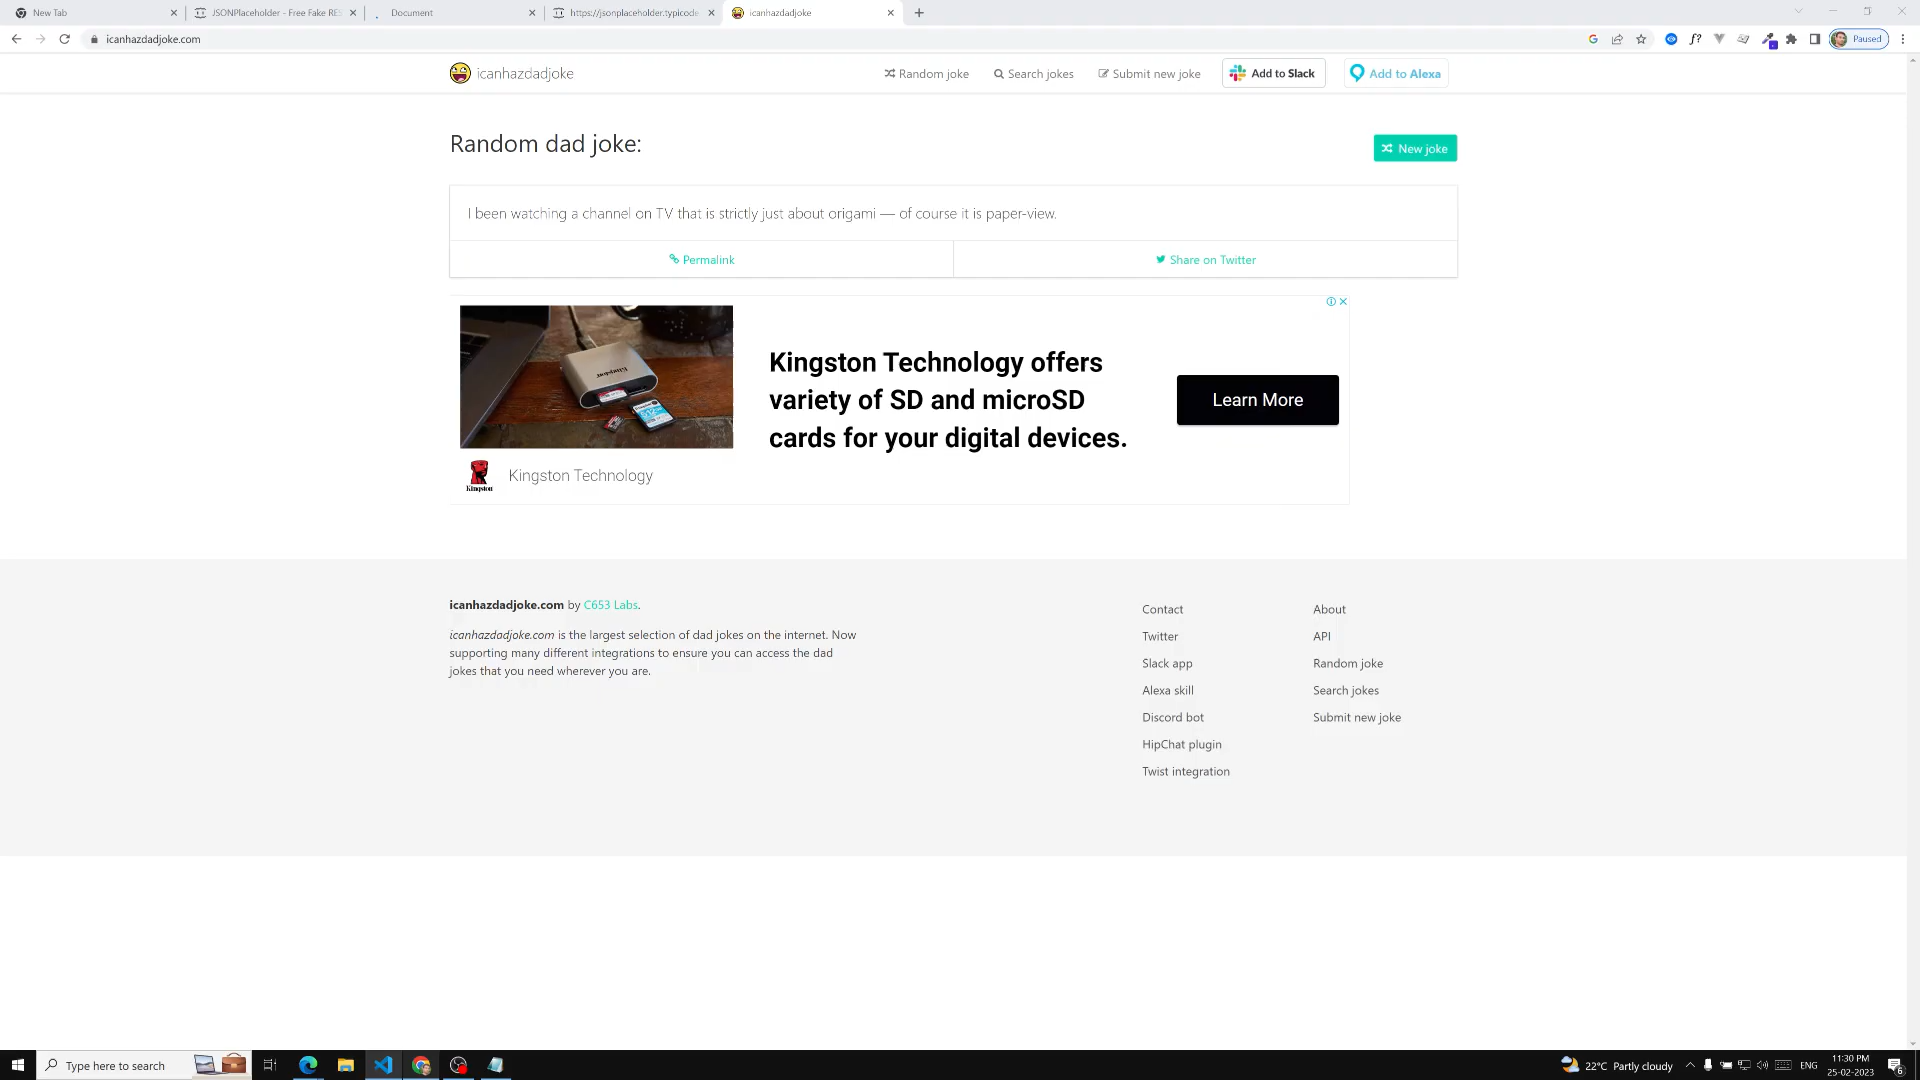 New Tab
JSONPlaceholder - Free Fake RES
Document
https://jsonplaceholder.typicode
icanhazdadjoke
icanhazdadjoke.com
Paused
icanhazdadjoke
Random joke
Search jokes
Submit new joke
Add to Slack
Add to Alexa
Random dad joke:
New joke
I been watching a channel on TV that is strictly just about origami — of course it is paper-view.
Permalink
Share on Twitter
Kingston Technology offers
variety of SD and microSD
cards for your digital devices.
Learn More
Kingston
Kingston Technology
icanhazdadjoke.com by C653 Labs.
icanhazdadjoke.com is the largest selection of dad jokes on the internet. Now
supporting many different integrations to ensure you can access the dad
jokes that you need wherever you are.
Contact
Twitter
Slack app
Alexa skill
Discord bot
HipChat plugin
Twist integration
About
API
Random joke
Search jokes
Submit new joke
Type here to search
22°C Partly cloudy
ENG
11:30 PM
25-02-2023
6